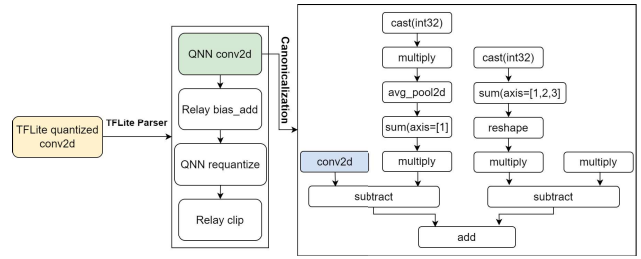 TFLite quantized
conv2d
TFLite Parser
QNN conv2d
Relay bias_add
QNN requantize
Relay clip
Canonicalization
cast(int32)
multiply
avg_pool2d
sum(axis=[1]
multiply
cast(int32)
sum(axis=[1,2,3]
reshape
multiply
multiply
conv2d
subtract
subtract
add